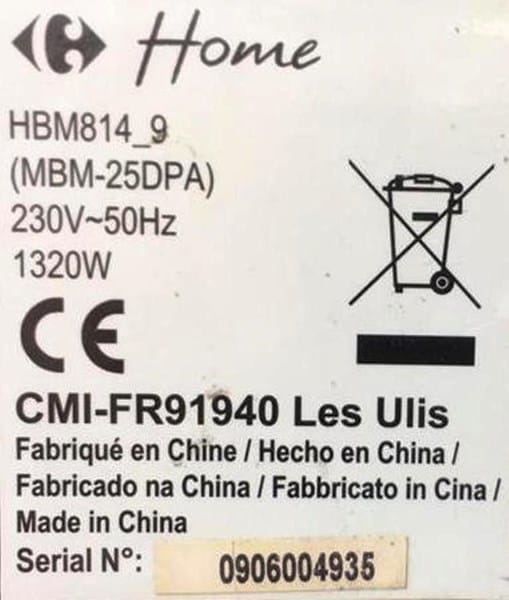 Home
HBM814_9
(MBM-25DPA)
230V~50Hz
1320W
CE
CMI-FR91940 Les Ulis
Fabriqué en Chine / Hecho en China /
Fabricado na China / Fabbricato in Cina /
Made in China
Serial N°: 0906004935